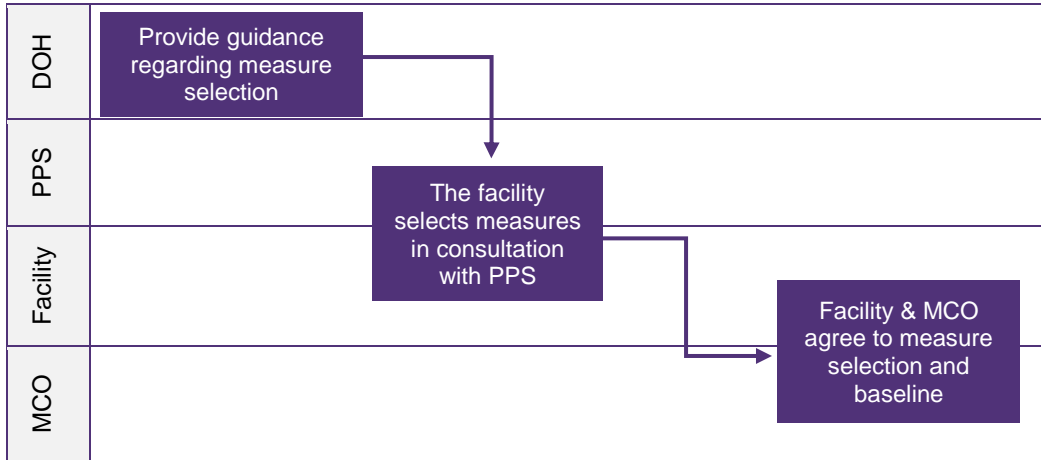 DOH
Provide guidance
regarding measure
selection
PPS
The facility
selects measures
in consultation
with PPS
Facility
Facility & MCO
agree to measure
selection and
baseline
MCO